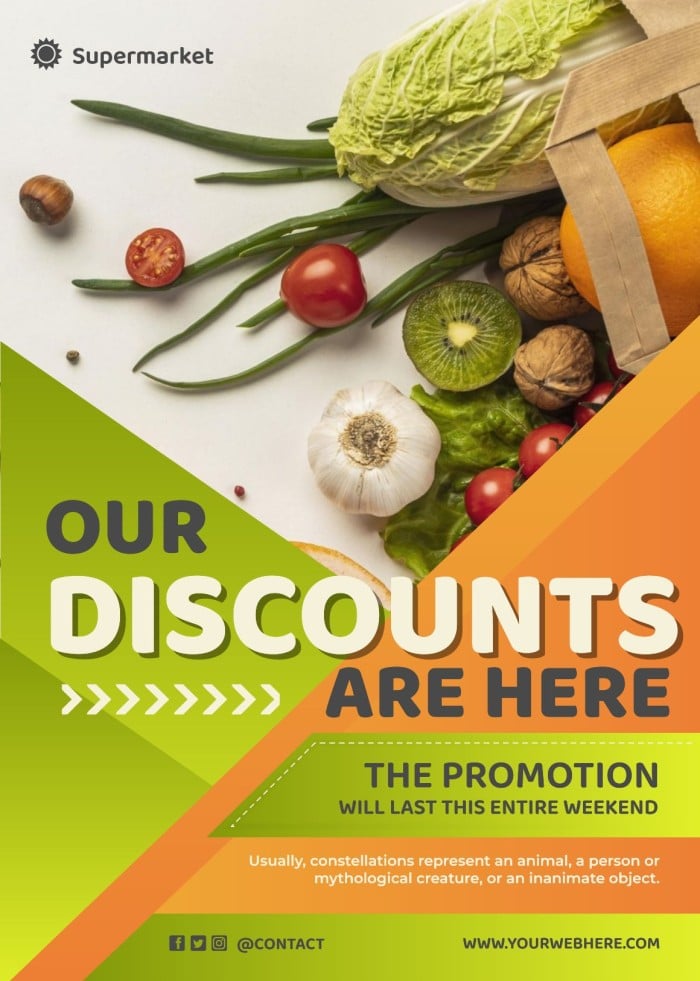 Supermarket
OUR
DISCOUNTS
ARE HERE
THE PROMOTION
WILL LAST THIS ENTIRE WEEKEND
Usually, constellations represent an animal, a person or
mythological creature, or an inanimate object.
@CONTACT
WWW.YOURWEBHERE.COM